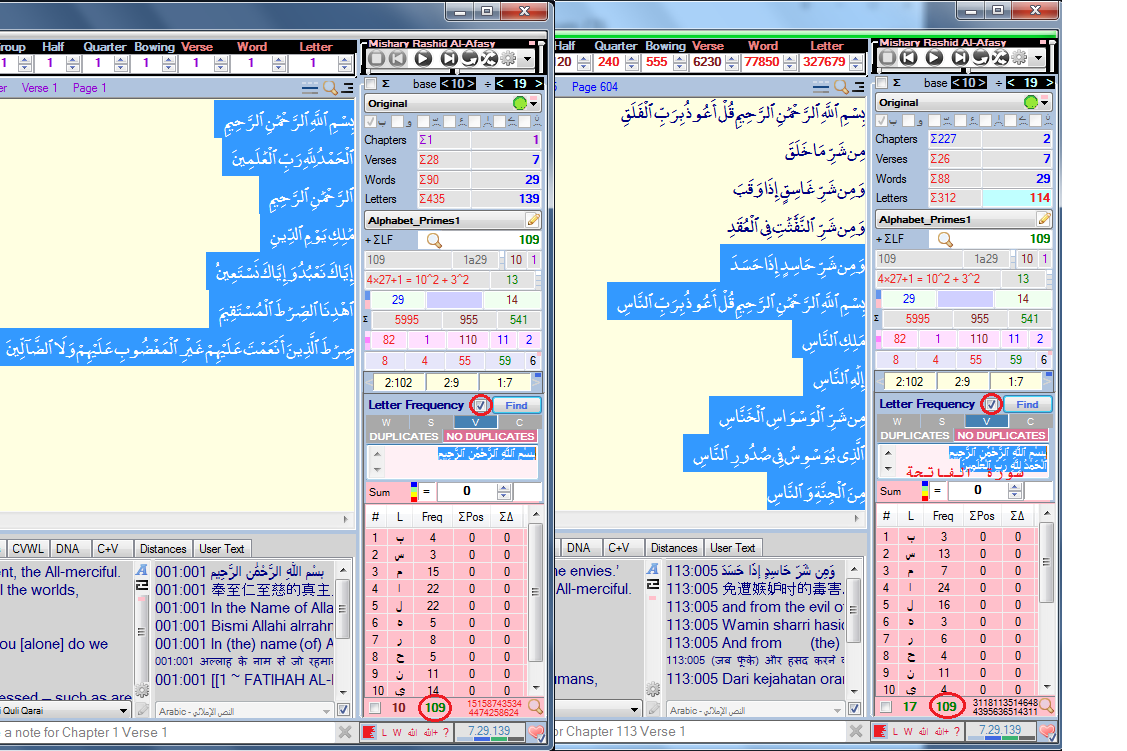 Group Half Quarter Bowing Verse Word Letter
1 1 1 1 1 1 1
Verse 1 Page 1
بِسْمِ ٱللَّهِ ٱلرَّحْمَٰنِ ٱلرَّحِيمِ
ٱلْحَمْدُ لِلَّهِ رَبِّ ٱلْعَٰلَمِينَ
ٱلرَّحْمَٰنِ ٱلرَّحِيمِ
مَٰلِكِ يَوْمِ ٱلدِّينِ
إِيَّاكَ نَعْبُدُ وَإِيَّاكَ نَسْتَعِينُ
ٱهْدِنَا ٱلصِّرَٰطَ ٱلْمُسْتَقِيمَ
صِرَٰطَ ٱلَّذِينَ أَنْعَمْتَ عَلَيْهِمْ غَيْرِ ٱلْمَغْضُوبِ عَلَيْهِمْ وَلَا ٱلضَّآلِّينَ
Mishary Rashid Al-Afasy
Σ base < 10 > ÷ < 19 >
Original
Chapters Σ1 1
Verses Σ28 7
Words Σ90 29
Letters Σ435 139
Alphabet_Primes1
+ ΣLF 109
109 1a29 10 1
4×27+1 = 10^2 + 3^2 13
29 14
Σ 5995 955 541
82 1 110 11 2
8 4 55 59 6
2:102 2:9 1:7
Letter Frequency Find
W S V C
DUPLICATES NO DUPLICATES
بِسْمِ ٱللَّهِ ٱلرَّحْمَٰنِ ٱلرَّحِيمِ
Sum = 0
# L Freq ΣPos ΣΔ
1 ب 4 0 0
2 س 3 0 0
3 م 15 0 0
4 ا 22 0 0
5 ل 22 0 0
6 ه 5 0 0
7 ر 8 0 0
8 ح 5 0 0
9 ن 11 0 0
10 ي 14 0 0
10 109 15158743534
4474258624
L W الله الله+ ?
7.29.139
CVWL DNA C+V Distances User Text
nt, the All-merciful.
l the worlds,
ou [alone] do we
essed – such as are
Quli Qarai
001:001 بِسْمِ اللَّهِ الرَّحْمَٰنِ الرَّحِيمِ
001:001 奉至仁至慈的真主
001:001 In the Name of Alla
001:001 Bismi Allahi alrrahn
001:001 In (the) name (of) A
001:001 अल्लाह के नाम से जो रहमा
001:001 [[1 ~ FATIHAH AL-
Arabic - النص الإملائي
a note for Chapter 1 Verse 1
Half Quarter Bowing Verse Word Letter
20 240 555 6230 77850 327679
Page 604
بِسْمِ ٱللَّهِ ٱلرَّحْمَٰنِ ٱلرَّحِيمِ قُلْ أَعُوذُ بِرَبِّ ٱلْفَلَقِ
مِن شَرِّ مَا خَلَقَ
وَمِن شَرِّ غَاسِقٍ إِذَا وَقَبَ
وَمِن شَرِّ ٱلنَّفَّٰثَٰتِ فِى ٱلْعُقَدِ
وَمِن شَرِّ حَاسِدٍ إِذَا حَسَدَ
بِسْمِ ٱللَّهِ ٱلرَّحْمَٰنِ ٱلرَّحِيمِ قُلْ أَعُوذُ بِرَبِّ ٱلنَّاسِ
مَلِكِ ٱلنَّاسِ
إِلَٰهِ ٱلنَّاسِ
مِن شَرِّ ٱلْوَسْوَاسِ ٱلْخَنَّاسِ
ٱلَّذِى يُوَسْوِسُ فِى صُدُورِ ٱلنَّاسِ
مِنَ ٱلْجِنَّةِ وَٱلنَّاسِ
Mishary Rashid Al-Afasy
Σ base < 10 > ÷ < 19 >
Original
Chapters Σ227 2
Verses Σ26 7
Words Σ88 29
Letters Σ312 114
Alphabet_Primes1
+ ΣLF 109
109 1a29 10 1
4×27+1 = 10^2 + 3^2 13
29 14
Σ 5995 955 541
82 1 110 11 2
8 4 55 59 6
2:102 2:9 1:7
Letter Frequency Find
W S V C
DUPLICATES NO DUPLICATES
بِسْمِ ٱللَّهِ ٱلرَّحْمَٰنِ ٱلرَّحِيمِ
ٱلْحَمْدُ لِلَّهِ رَبِّ ٱلْعَٰلَمِينَ
سورة الفاتحة
Sum = 0
# L Freq ΣPos ΣΔ
1 ب 3 0 0
2 س 13 0 0
3 م 7 0 0
4 ا 24 0 0
5 ل 16 0 0
6 ه 3 0 0
7 ر 6 0 0
8 ح 4 0 0
9 ن 11 0 0
10 ي 4 0 0
17 109 3118113514648
4395636514311
L W الله الله+ ?
7.29.139
DNA C+V Distances User Text
he envies.'
All-merciful.
umans,
113:005 وَمِن شَرِّ حَاسِدٍ إِذَا حَسَدَ
113:005 免遭嫉妒时的毒害
113:005 and from the evil of
113:005 Wamin sharri hasid
113:005 And from (the)
113:005 (जब फूँके) और हसद करने व
113:005 Dari kejahatan oran
Arabic - النص الإملائي
or Chapter 113 Verse 5